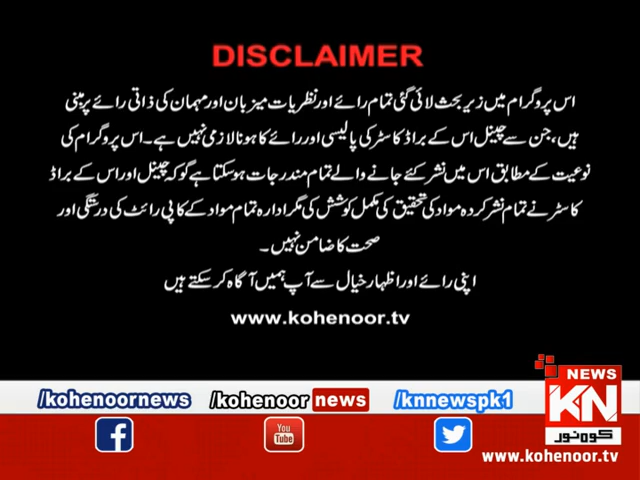 DISCLAIMER
اس پروگرام میں زیر بحث لائی گئی تمام رائے اور نظریات میزبان اور مہمان کی ذاتی رائے پر مبنی
ہیں، جن سے چینل اس کے براڈ کاسٹر کی پالیسی اور رائے کا ہونا لازمی نہیں ہے۔ اس پروگرام کی
نوعیت کے مطابق اس میں نشر کئے جانے والے تمام مندرجات ہو سکتا ہے گو کہ چینل اور اس کے براڈ
کاسٹر نے تمام نشر کردہ مواد کی تحقیق کی مکمل کوشش کی مگر ادارہ تمام مواد کے کاپی رائٹ کی درستگی اور
صحت کا ضامن نہیں۔
اپنی رائے اور اظہار خیال سے آپ ہمیں آگاہ کر سکتے ہیں
www.kohenoor.tv
/kohenoornews /kohenoor news /knnewspk1
You Tube
NEWS
KN
کوہ نور
www.kohenoor.tv